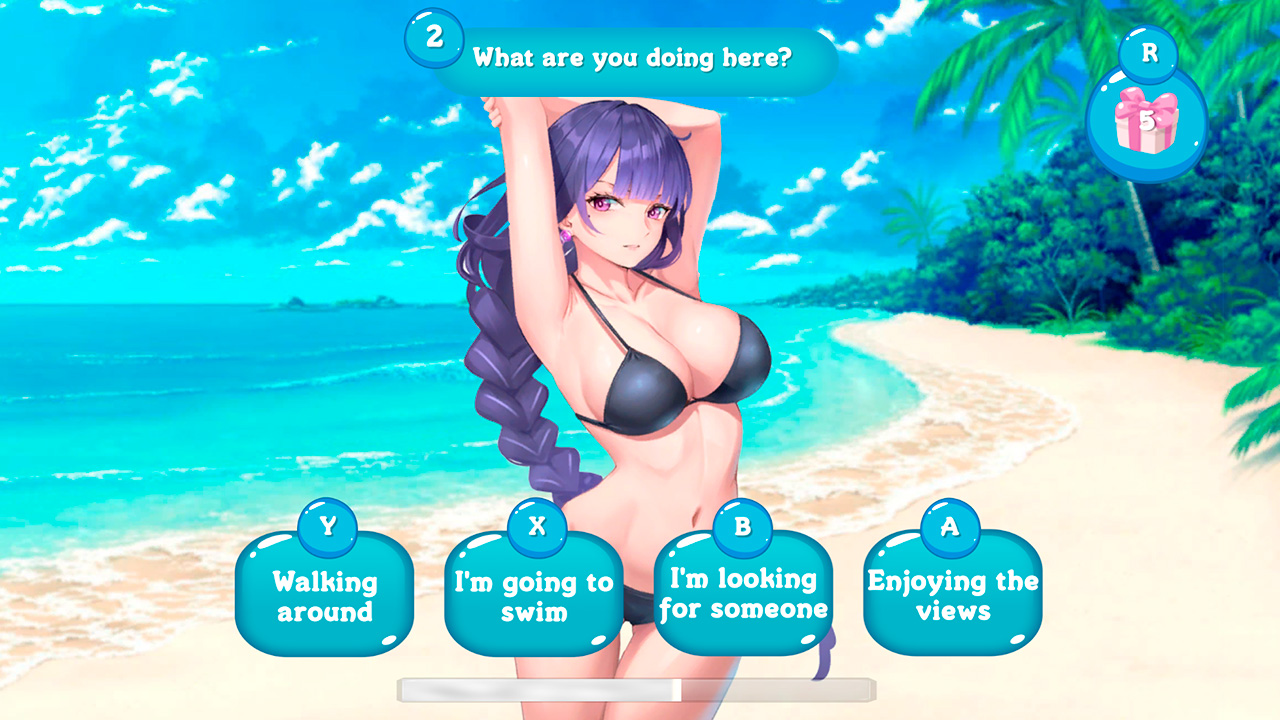 2
What are you doing here?
R
5
Y
X
B
A
Walking
around
I'm going to
swim
I'm looking
for someone
Enjoying the
views